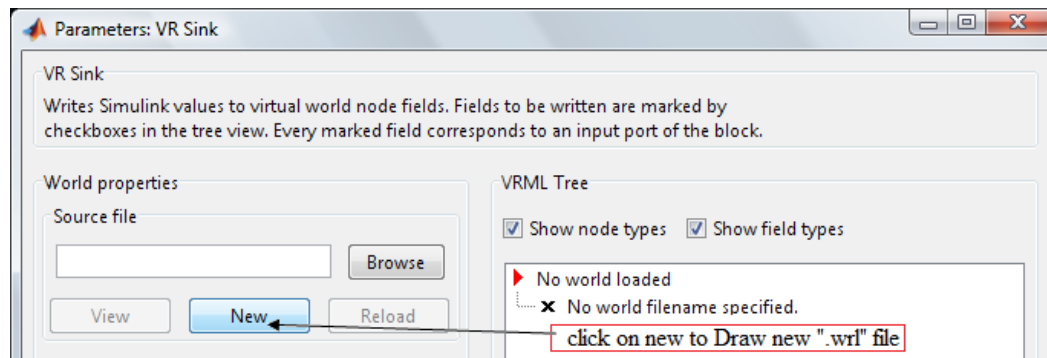 Parameters: VR Sink
VR Sink
Writes Simulink values to virtual world node fields. Fields to be written are marked by
checkboxes in the tree view. Every marked field corresponds to an input port of the block.
World properties
Source file
Browse
View
New
Reload
VRML Tree
Show node types
Show field types
No world loaded
No world filename specified.
click on new to Draw new ".wrl" file